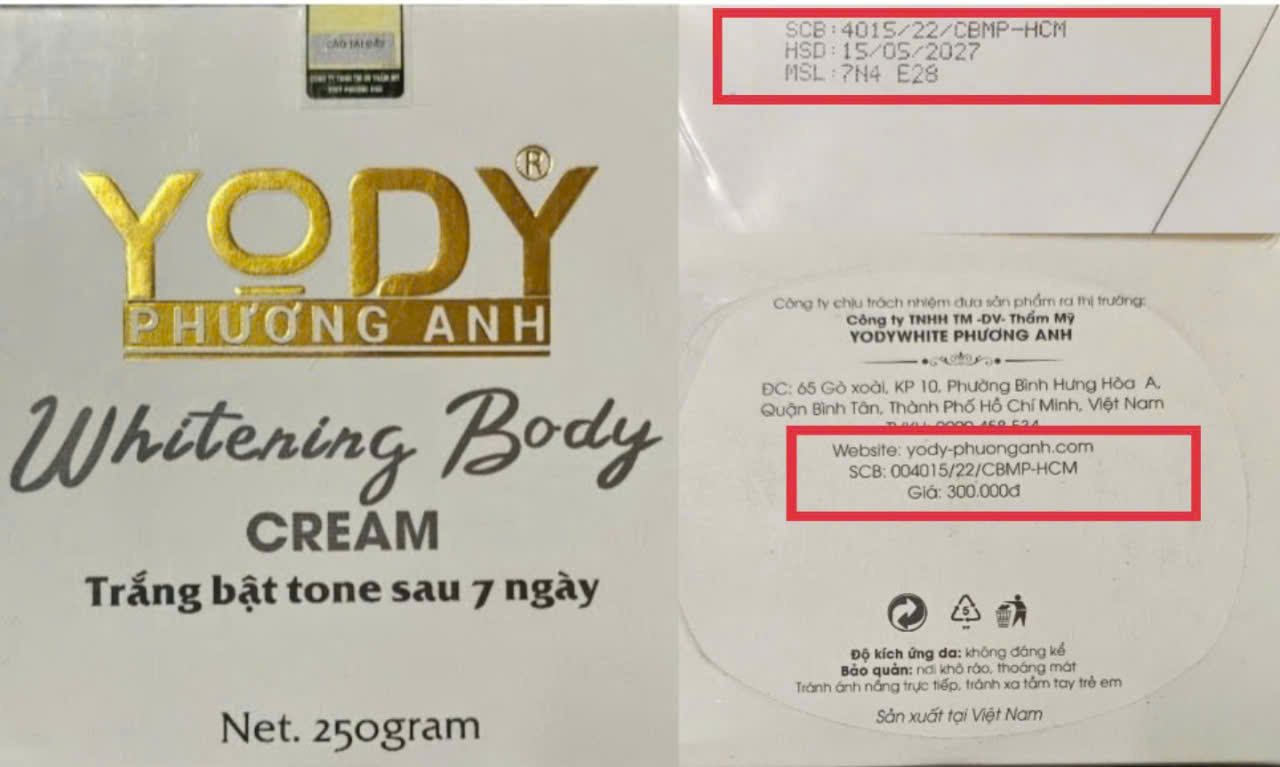 CÀO TẠI ĐÂY
YODY®
PHƯƠNG ANH
Whitening Body
CREAM
Trắng bật tone sau 7 ngày
Net. 250gram
SCB:4015/22/CBMP-HCM
HSD:15/05/2027
MSL:7N4 E28
Công ty chịu trách nhiệm đưa sản phẩm ra thị trường:
Công ty TNHH TM -DV- Thẩm Mỹ
YODYWHITE PHƯƠNG ANH
ĐC: 65 Gò xoài, KP 10, Phường Bình Hưng Hòa A,
Quận Bình Tân, Thành Phố Hồ Chí Minh, Việt Nam
Website: yody-phuonganh.com
SCB: 004015/22/CBMP-HCM
Giá: 300.000đ
5
PP
Độ kích ứng da: không đáng kể
Bảo quản: nơi khô ráo, thoáng mát
Tránh ánh nắng trực tiếp, tránh xa tầm tay trẻ em
Sản xuất tại Việt Nam